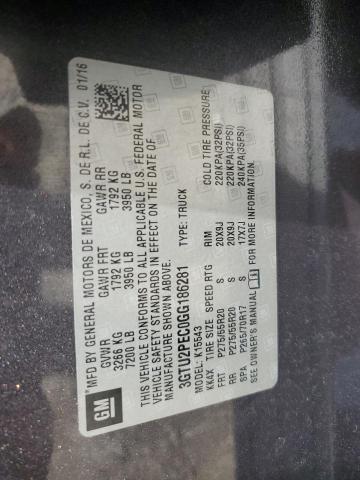 GM
*MFD BY GENERAL MOTORS DE MEXICO, S. DE R.L. DE C.V. 01/16
GVWR GAWR FRT GAWR RR
3266 KG 1792 KG 1792 KG
7200 LB 3950 LB 3950 LB
THIS VEHICLE CONFORMS TO ALL APPLICABLE U.S. FEDERAL MOTOR
VEHICLE SAFETY STANDARDS IN EFFECT ON THE DATE OF
MANUFACTURE SHOWN ABOVE.
3GTU2PEC0GG186281 TYPE: TRUCK
MODEL: K15543
KKAX TIRE SIZE SPEED RTG RIM COLD TIRE PRESSURE
FRT P275/55R20 S 20X9J 220KPA(32PSI)
RR P275/55R20 S 20X9J 220KPA(32PSI)
SPA P265/70R17 S 17X7J 240KPA(35PSI)
SEE OWNER'S MANUAL FOR MORE INFORMATION.